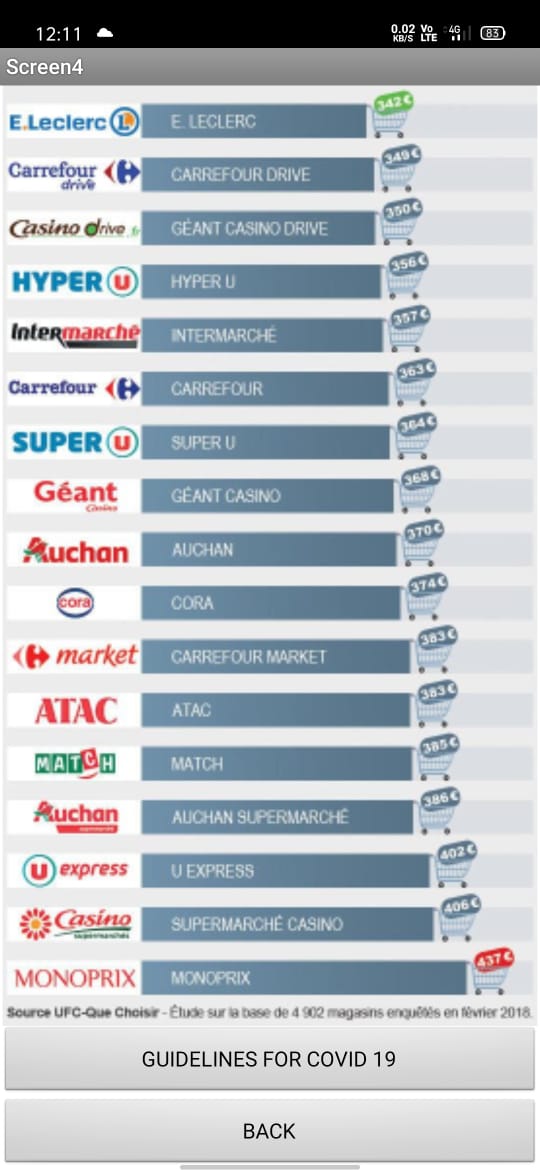 12:11
0.02 KB/S Vo LTE 4G 83
Screen4
E.Leclerc L E. LECLERC 342€
Carrefour drive CARREFOUR DRIVE 349€
Casino drive.fr GÉANT CASINO DRIVE 350€
HYPER U HYPER U 356€
Intermarché INTERMARCHÉ 357€
Carrefour CARREFOUR 363€
SUPER U SUPER U 364€
Géant Casino GÉANT CASINO 368€
Auchan AUCHAN 370€
cora CORA 374€
market CARREFOUR MARKET 383€
ATAC ATAC 383€
MATCH MATCH 385€
Auchan supermarché AUCHAN SUPERMARCHÉ 386€
U express U EXPRESS 402€
Casino supermarchés SUPERMARCHÉ CASINO 406€
MONOPRIX MONOPRIX 437€
Source UFC-Que Choisir - Étude sur la base de 4 902 magasins enquêtés en février 2018.
GUIDELINES FOR COVID 19
BACK